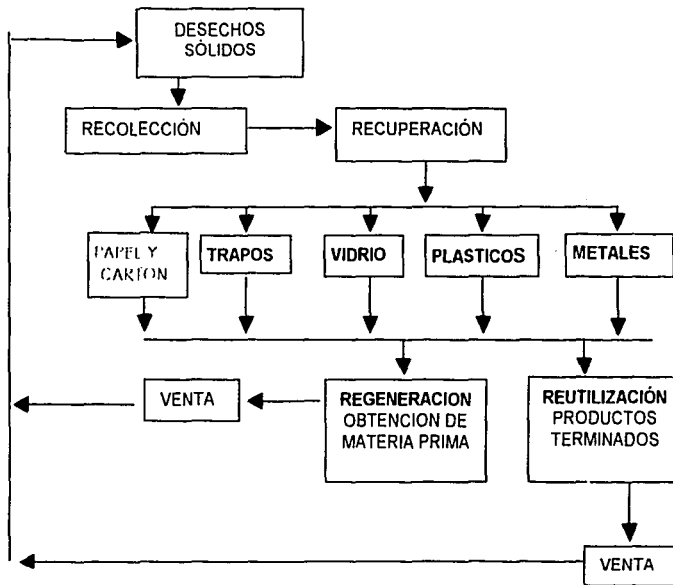 DESECHOS
SÓLIDOS
RECOLECCIÓN
RECUPERACIÓN
PAPEL Y
CARTON
TRAPOS
VIDRIO
PLASTICOS
METALES
VENTA
REGENERACION
OBTENCION DE
MATERIA PRIMA
REUTILIZACIÓN
PRODUCTOS
TERMINADOS
VENTA